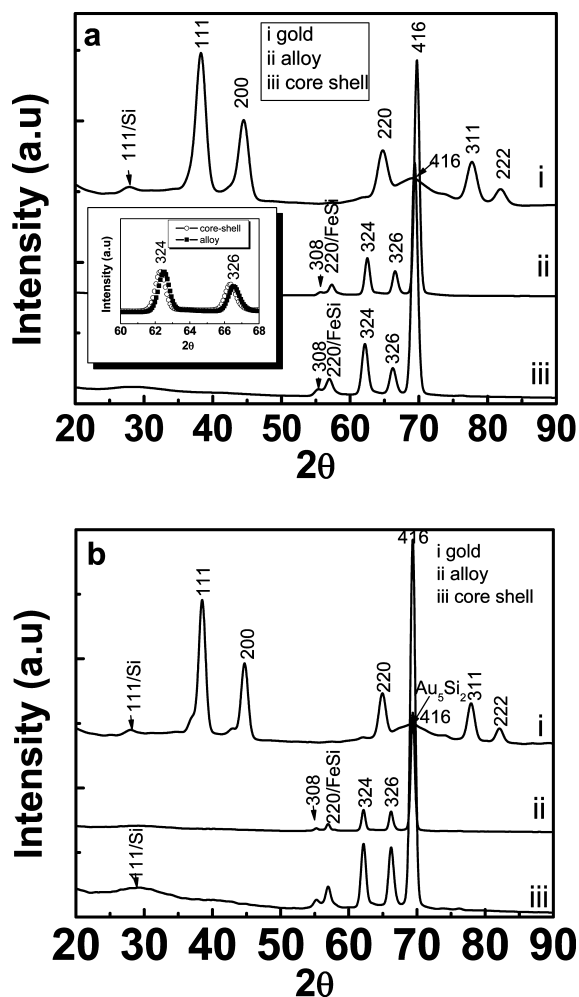 a
i gold
ii alloy
iii core shell
Intensity (a.u)
111/Si
111
200
220
416
416
311
222
i
308
220/FeSi
324
326
ii
308
220/FeSi
324
326
iii
core-shell
alloy
Intensity (a.u)
324
326
60 62 64 66 68
2θ
20 30 40 50 60 70 80 90
2θ
b
i gold
ii alloy
iii core shell
Intensity (a.u)
111/Si
111
200
220
416
Au5Si2
416
311
222
i
308
220/FeSi
324
326
ii
111/Si
iii
20 30 40 50 60 70 80 90
2θ